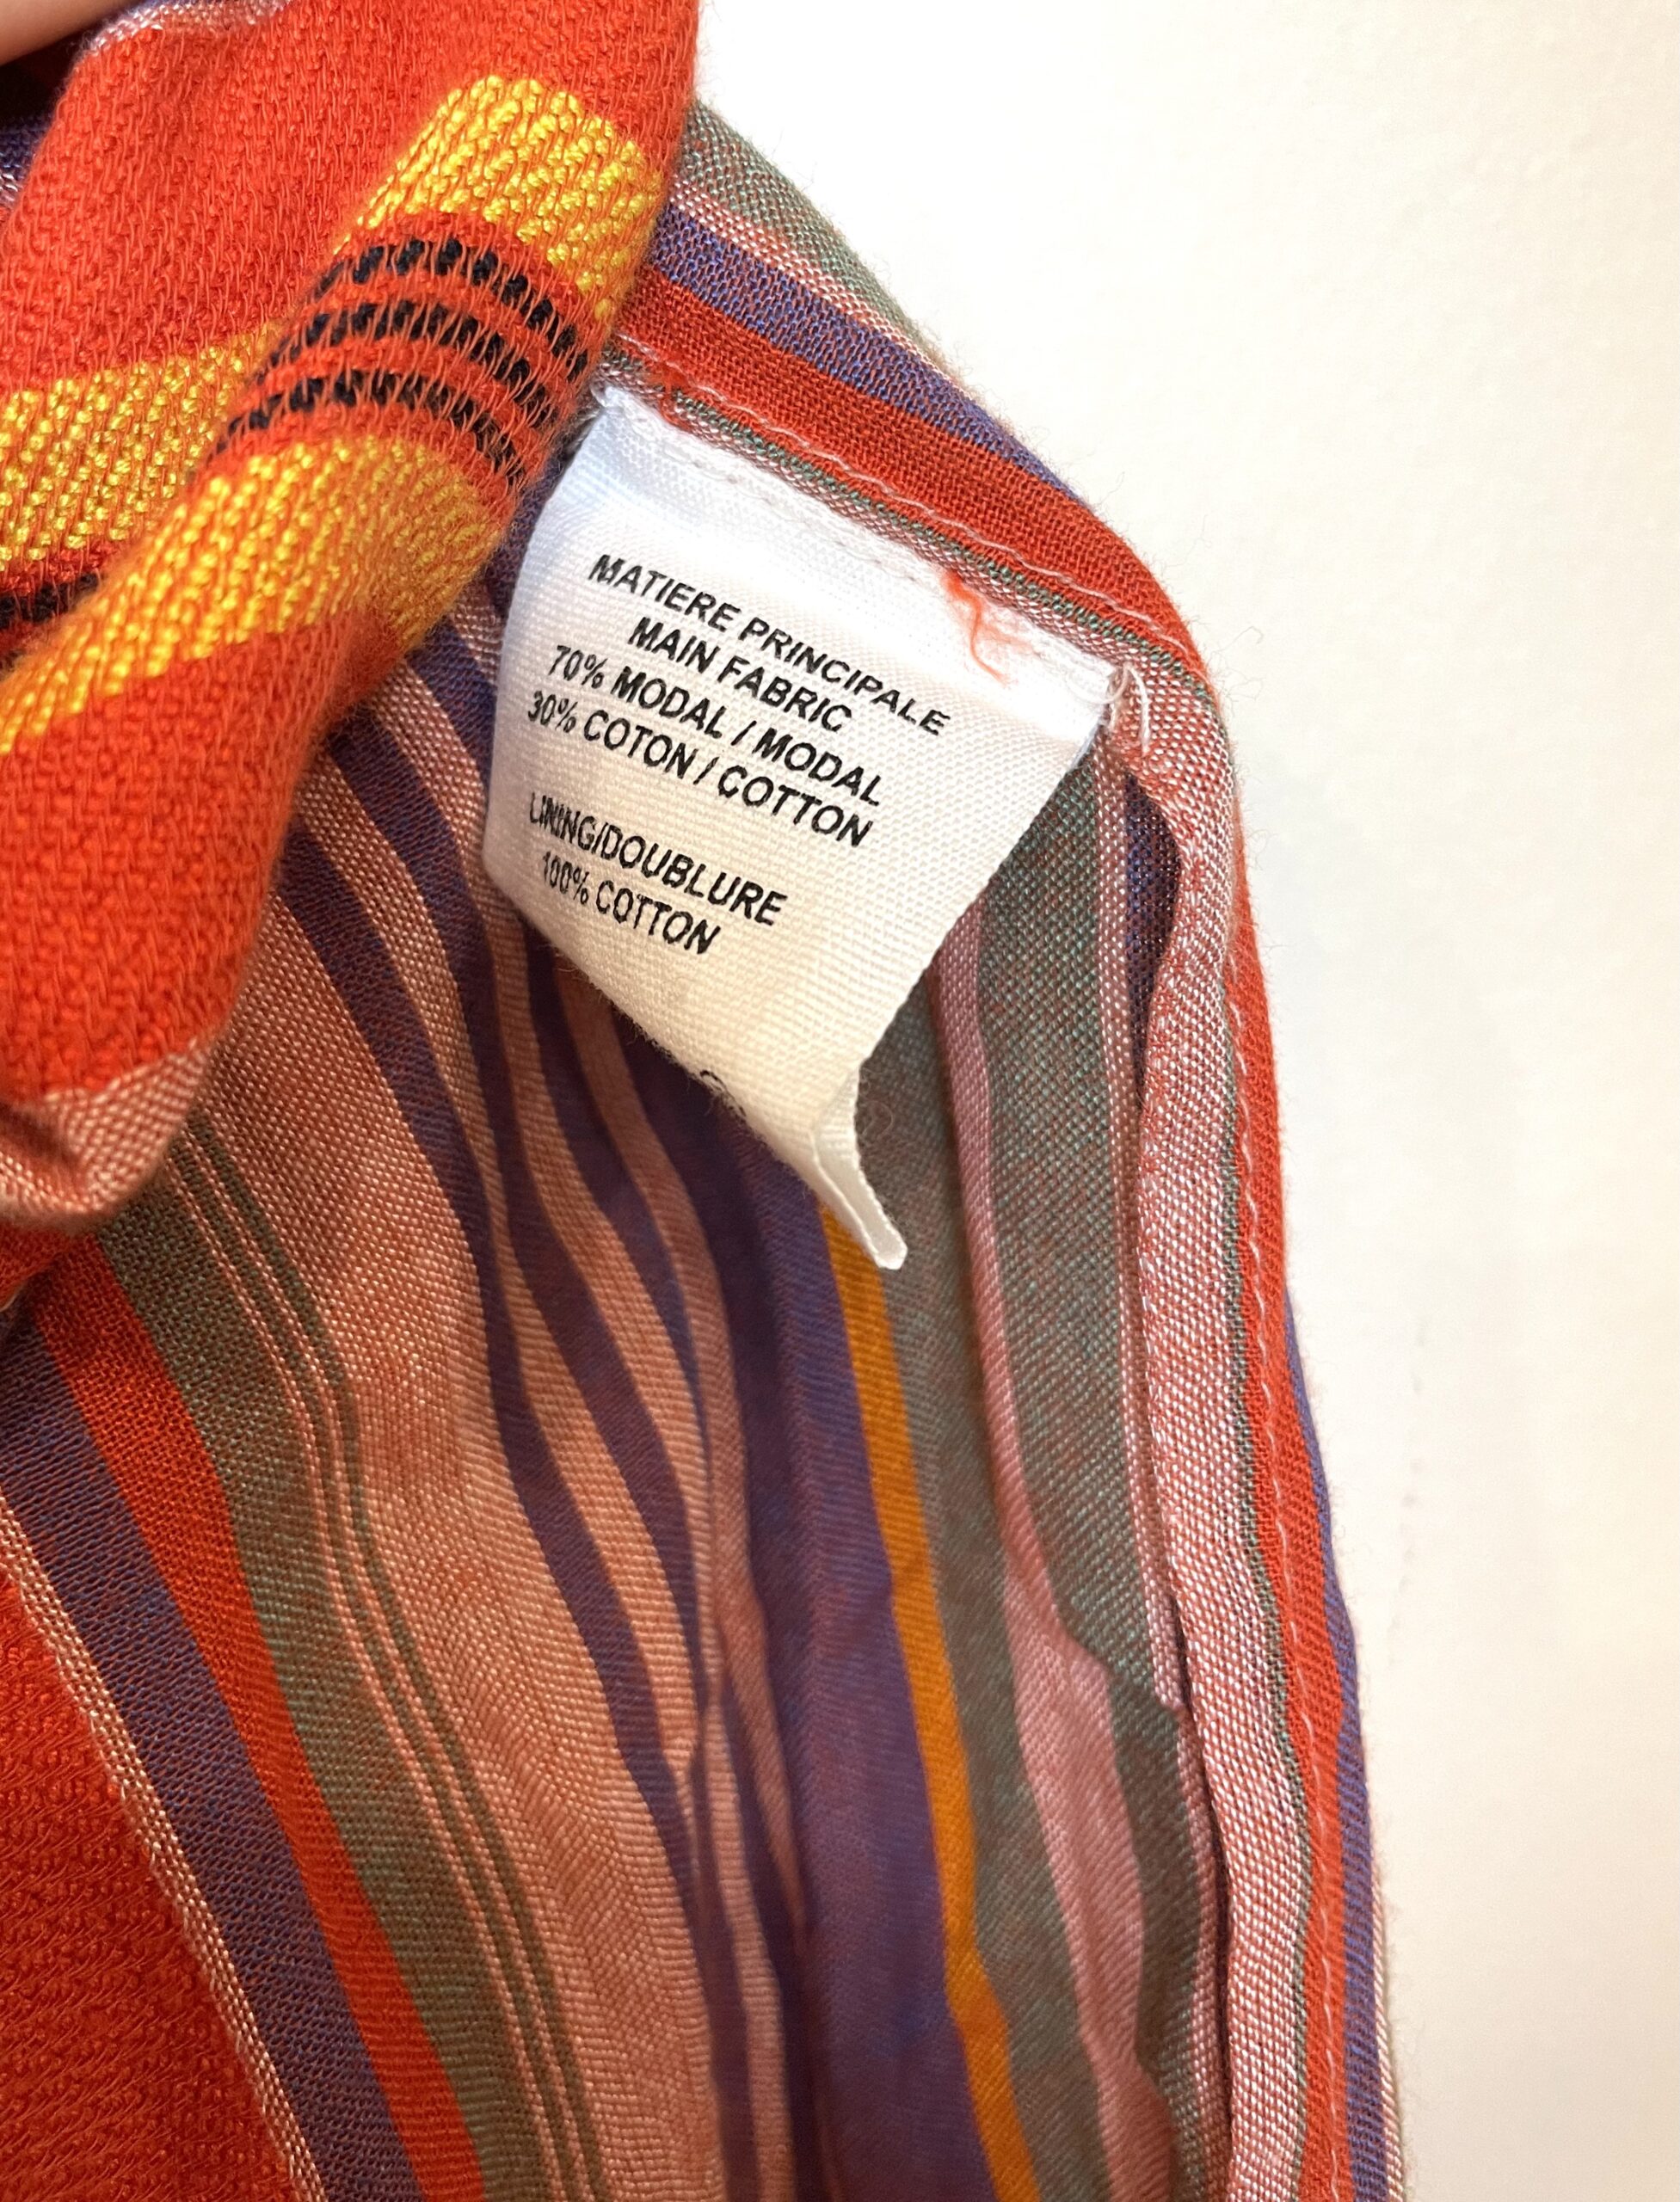 MATIERE PRINCIPALE
MAIN FABRIC
70% MODAL / MODAL
30% COTON / COTTON
LINING/DOUBLURE
100% COTTON